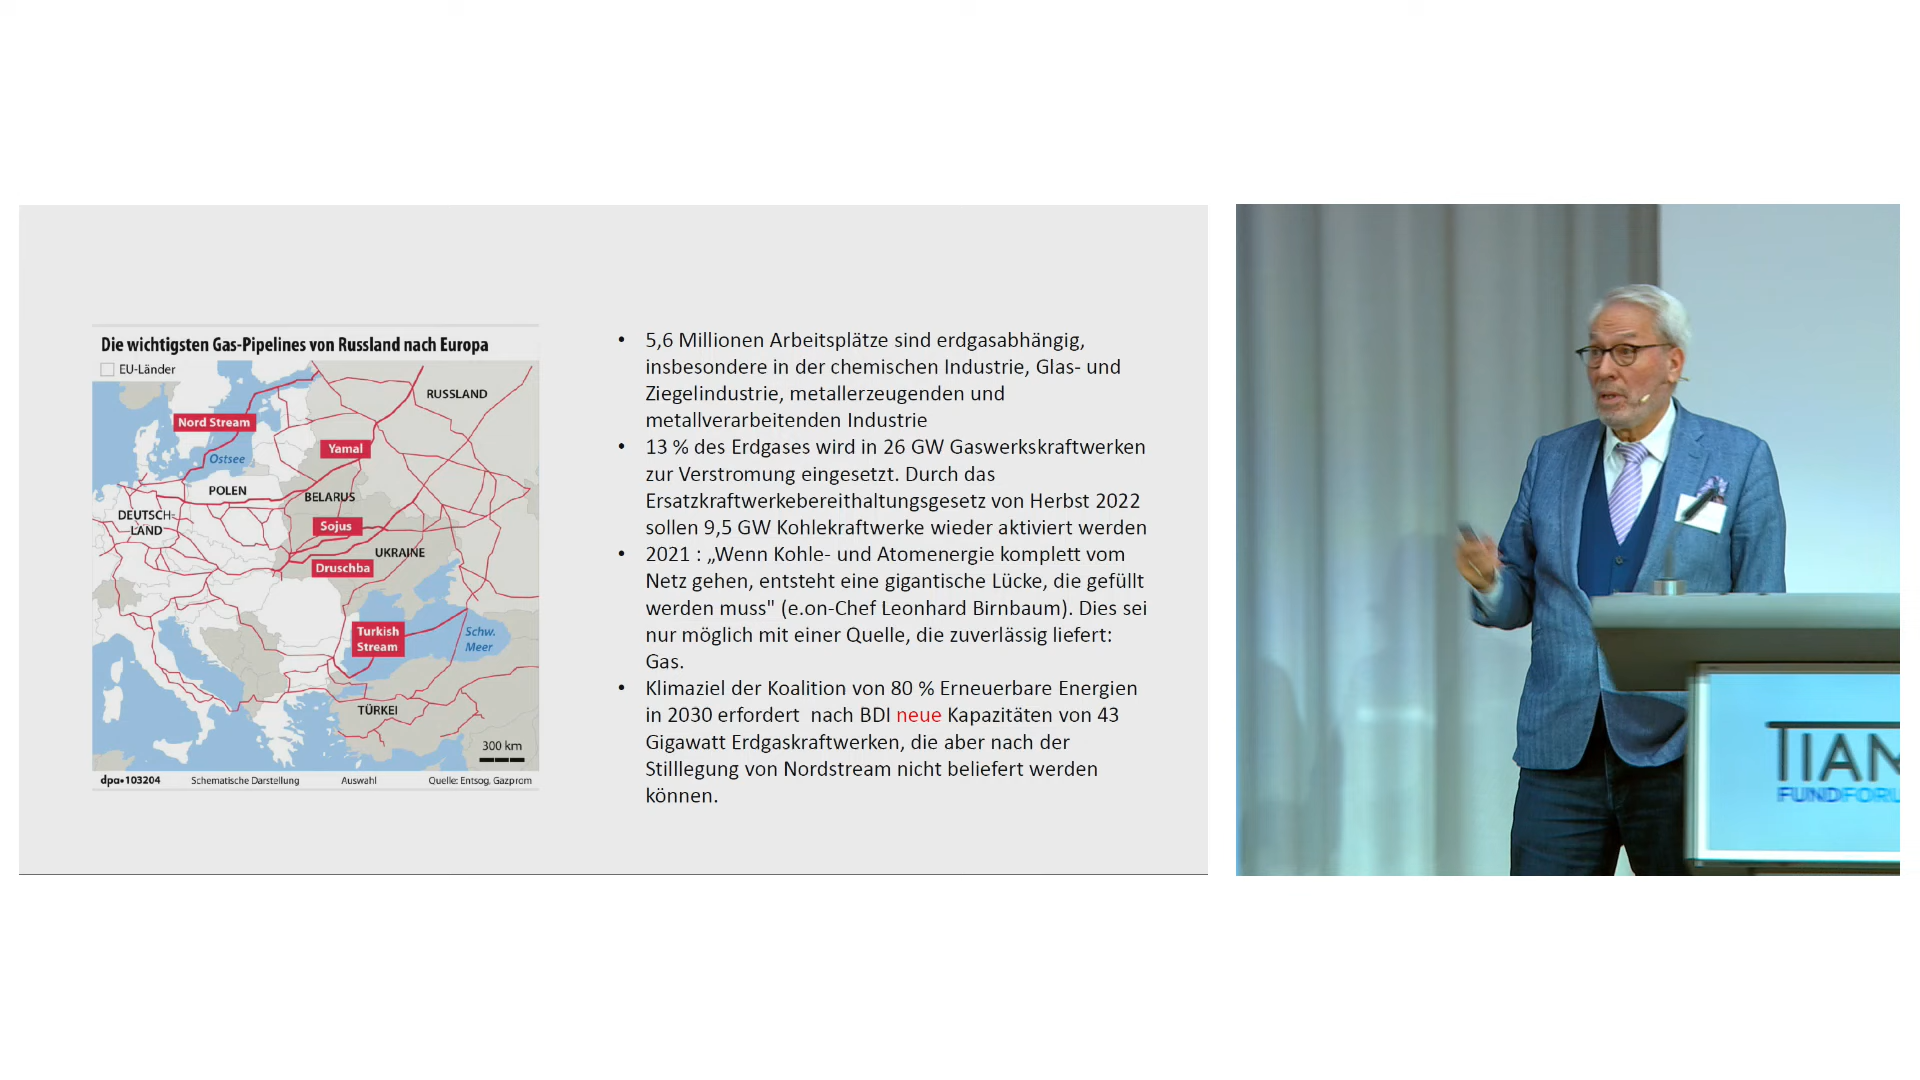 Die wichtigsten Gas-Pipelines von Russland nach Europa
EU-Länder
RUSSLAND
Nord Stream
Yamal
Ostsee
POLEN
BELARUS
DEUTSCH-
LAND
Sojus
UKRAINE
Druschba
Turkish
Stream
Schw.
Meer
TÜRKEI
300 km
dpa•103204 Schematische Darstellung Auswahl Quelle: Entsog, Gazprom
• 5,6 Millionen Arbeitsplätze sind erdgasabhängig,
insbesondere in der chemischen Industrie, Glas- und
Ziegelindustrie, metallerzeugenden und
metallverarbeitenden Industrie
• 13 % des Erdgases wird in 26 GW Gaswerkskraftwerken
zur Verstromung eingesetzt. Durch das
Ersatzkraftwerkebereithaltungsgesetz von Herbst 2022
sollen 9,5 GW Kohlekraftwerke wieder aktiviert werden
• 2021 : „Wenn Kohle- und Atomenergie komplett vom
Netz gehen, entsteht eine gigantische Lücke, die gefüllt
werden muss" (e.on-Chef Leonhard Birnbaum). Dies sei
nur möglich mit einer Quelle, die zuverlässig liefert:
Gas.
• Klimaziel der Koalition von 80 % Erneuerbare Energien
in 2030 erfordert nach BDI neue Kapazitäten von 43
Gigawatt Erdgaskraftwerken, die aber nach der
Stilllegung von Nordstream nicht beliefert werden
können.
TIAM
FUNDFORU